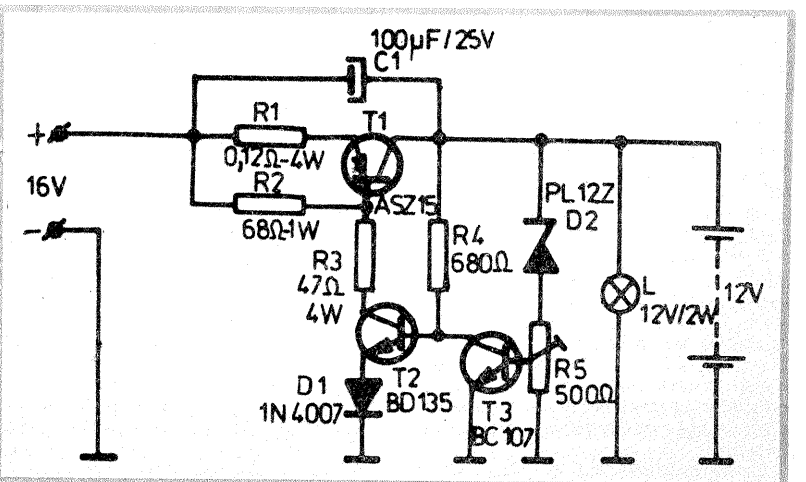 100µF/25V
C1
R1
T1
+
0,12Ω-4W
16V
R2
ASZ15
PL12Z
D2
-
68Ω-1W
R3
47Ω
4W
R4
680Ω
L
12V/2W
12V
T2
BD135
D1
1N4007
R5
500Ω
T3
BC107